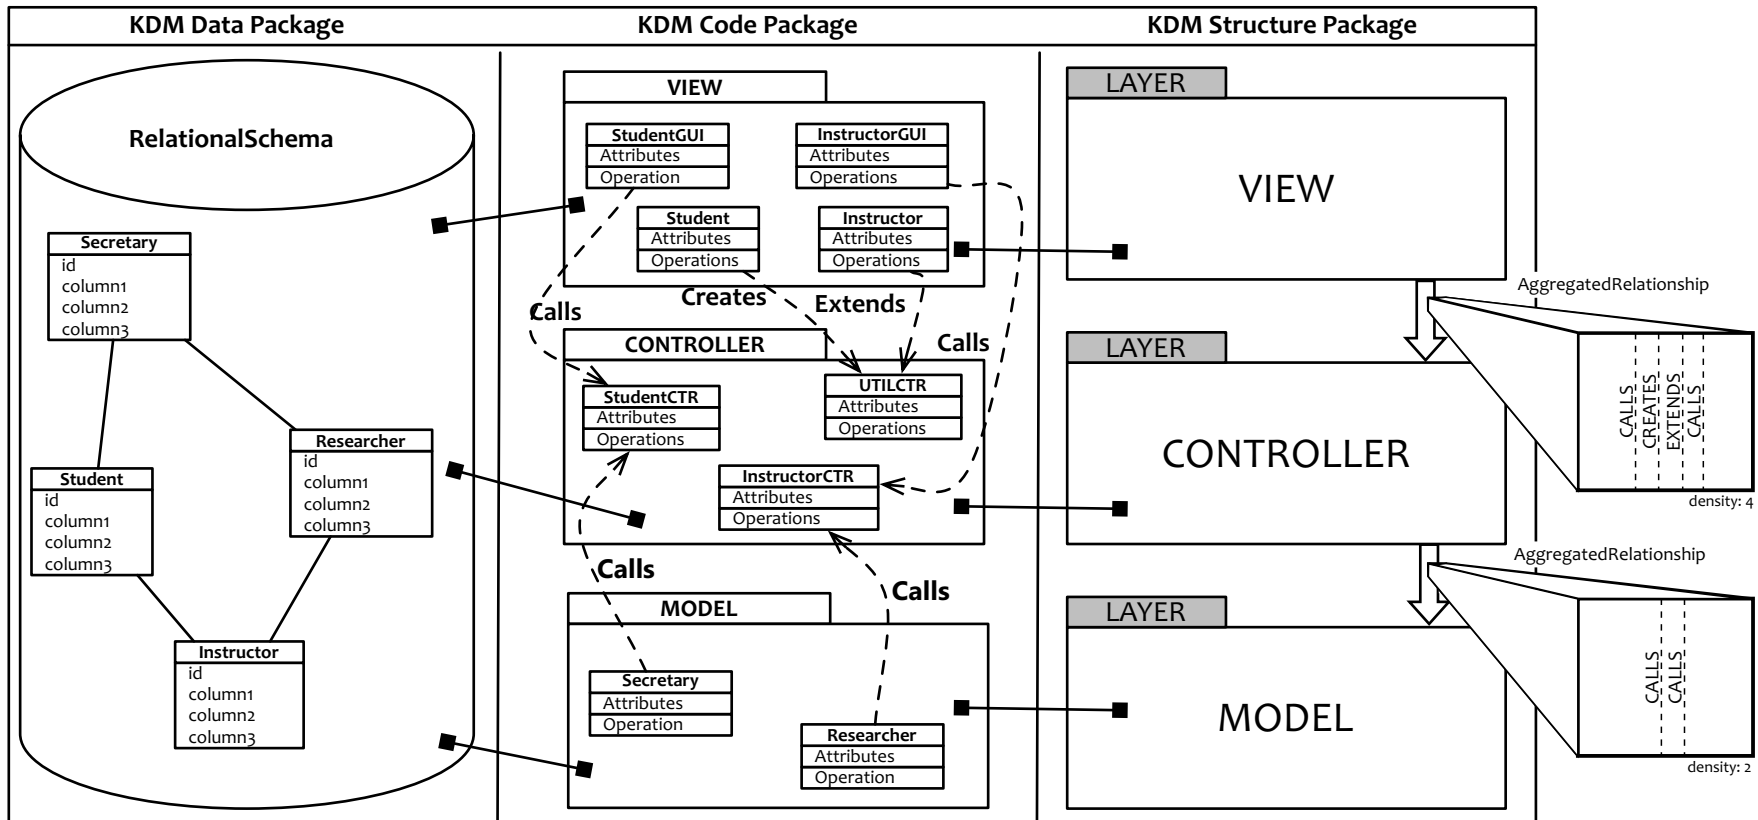 KDM Data Package
KDM Code Package
KDM Structure Package
RelationalSchema
Secretary
id
column1
column2
column3
Researcher
id
column1
column2
column3
Student
id
column1
column2
column3
Instructor
id
column1
column2
column3
VIEW
StudentGUI
Attributes
Operation
InstructorGUI
Attributes
Operations
Student
Attributes
Operations
Instructor
Attributes
Operations
Creates
Extends
Calls
Calls
CONTROLLER
StudentCTR
Attributes
Operations
UTILCTR
Attributes
Operations
InstructorCTR
Attributes
Operations
Calls
Calls
MODEL
Secretary
Attributes
Operation
Researcher
Attributes
Operation
LAYER
VIEW
AggregatedRelationship
CALLS
CREATES
EXTENDS
CALLS
density: 4
LAYER
CONTROLLER
AggregatedRelationship
CALLS
CALLS
density: 2
LAYER
MODEL